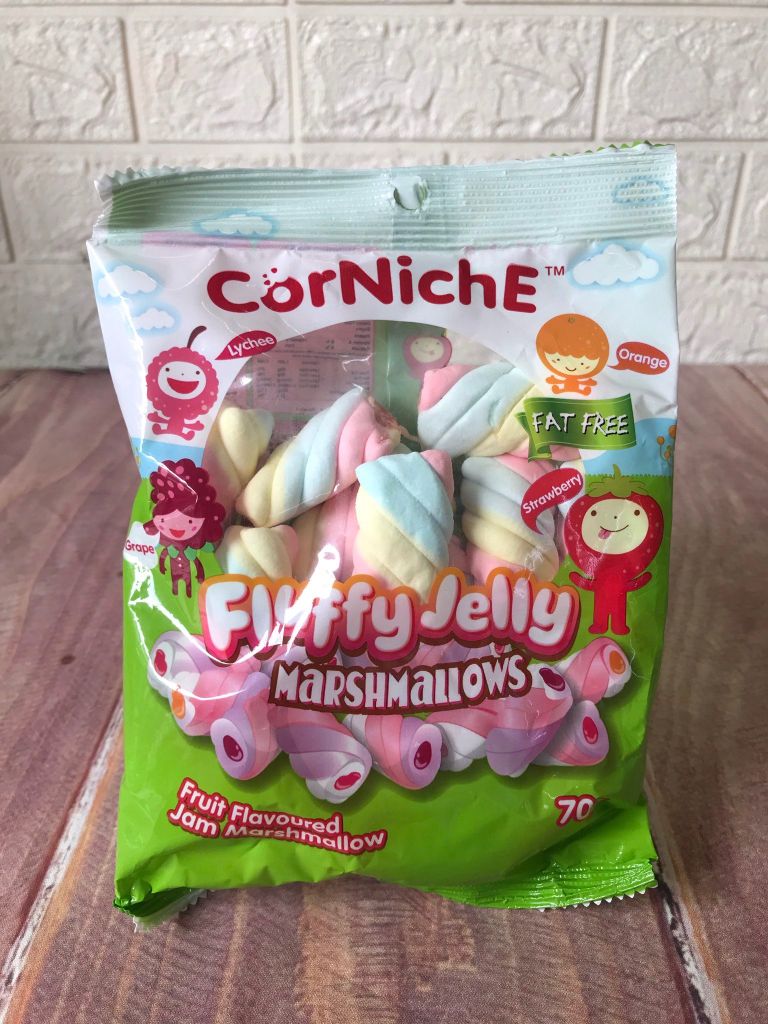 CorNichE™
Lychee
Orange
FAT FREE
Strawberry
Grape
Fluffy Jelly
MARSHMALLOWS
Fruit Flavoured
Jam Marshmallow
70